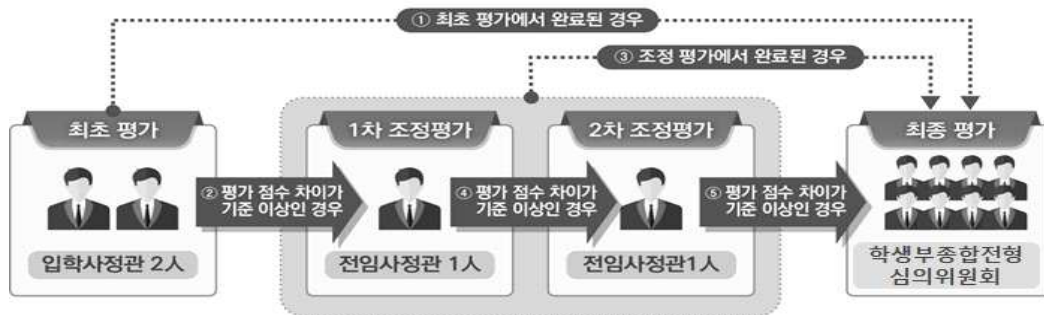 ① 최초 평가에서 완료된 경우
③ 조정 평가에서 완료된 경우
최초 평가
1차 조정평가
2차 조정평가
최종 평가
② 평가 점수 차이가
기준 이상인 경우
④ 평가 점수 차이가
기준 이상인 경우
⑤ 평가 점수 차이가
기준 이상인 경우
입학사정관 2人
전임사정관 1人
전임사정관1人
학생부종합전형
심의위원회